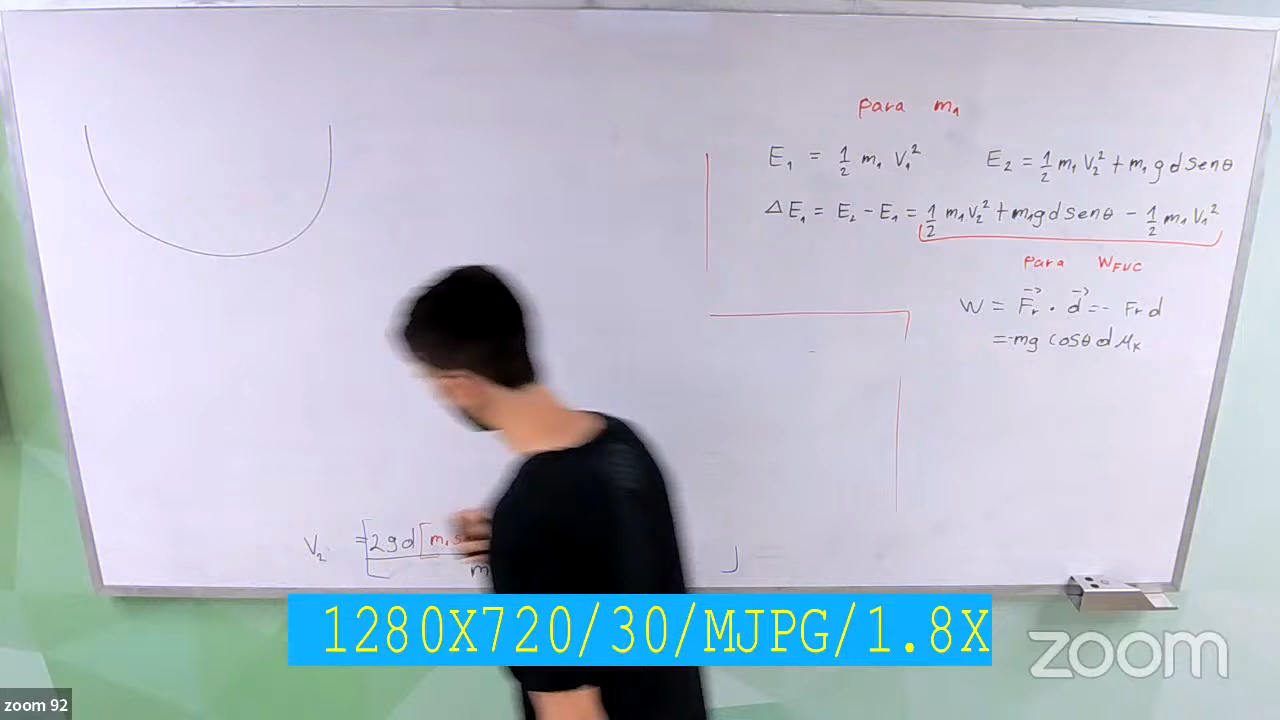 para m₁
E₁ = 1/2 m₁ V₁² E₂ = 1/2 m₁ V₂² + m₁ g d senθ
ΔE₁ = E₂ - E₁ = 1/2 m₁ V₂² + m₁ g d senθ - 1/2 m₁ V₁²
para W_FNC
W = F⃗r · d⃗ = - Fr d
= -mg cosθ d μₖ
V₂ = [2gd[m₁ s
m
1280X720/30/MJPG/1.8X
zoom
zoom 92